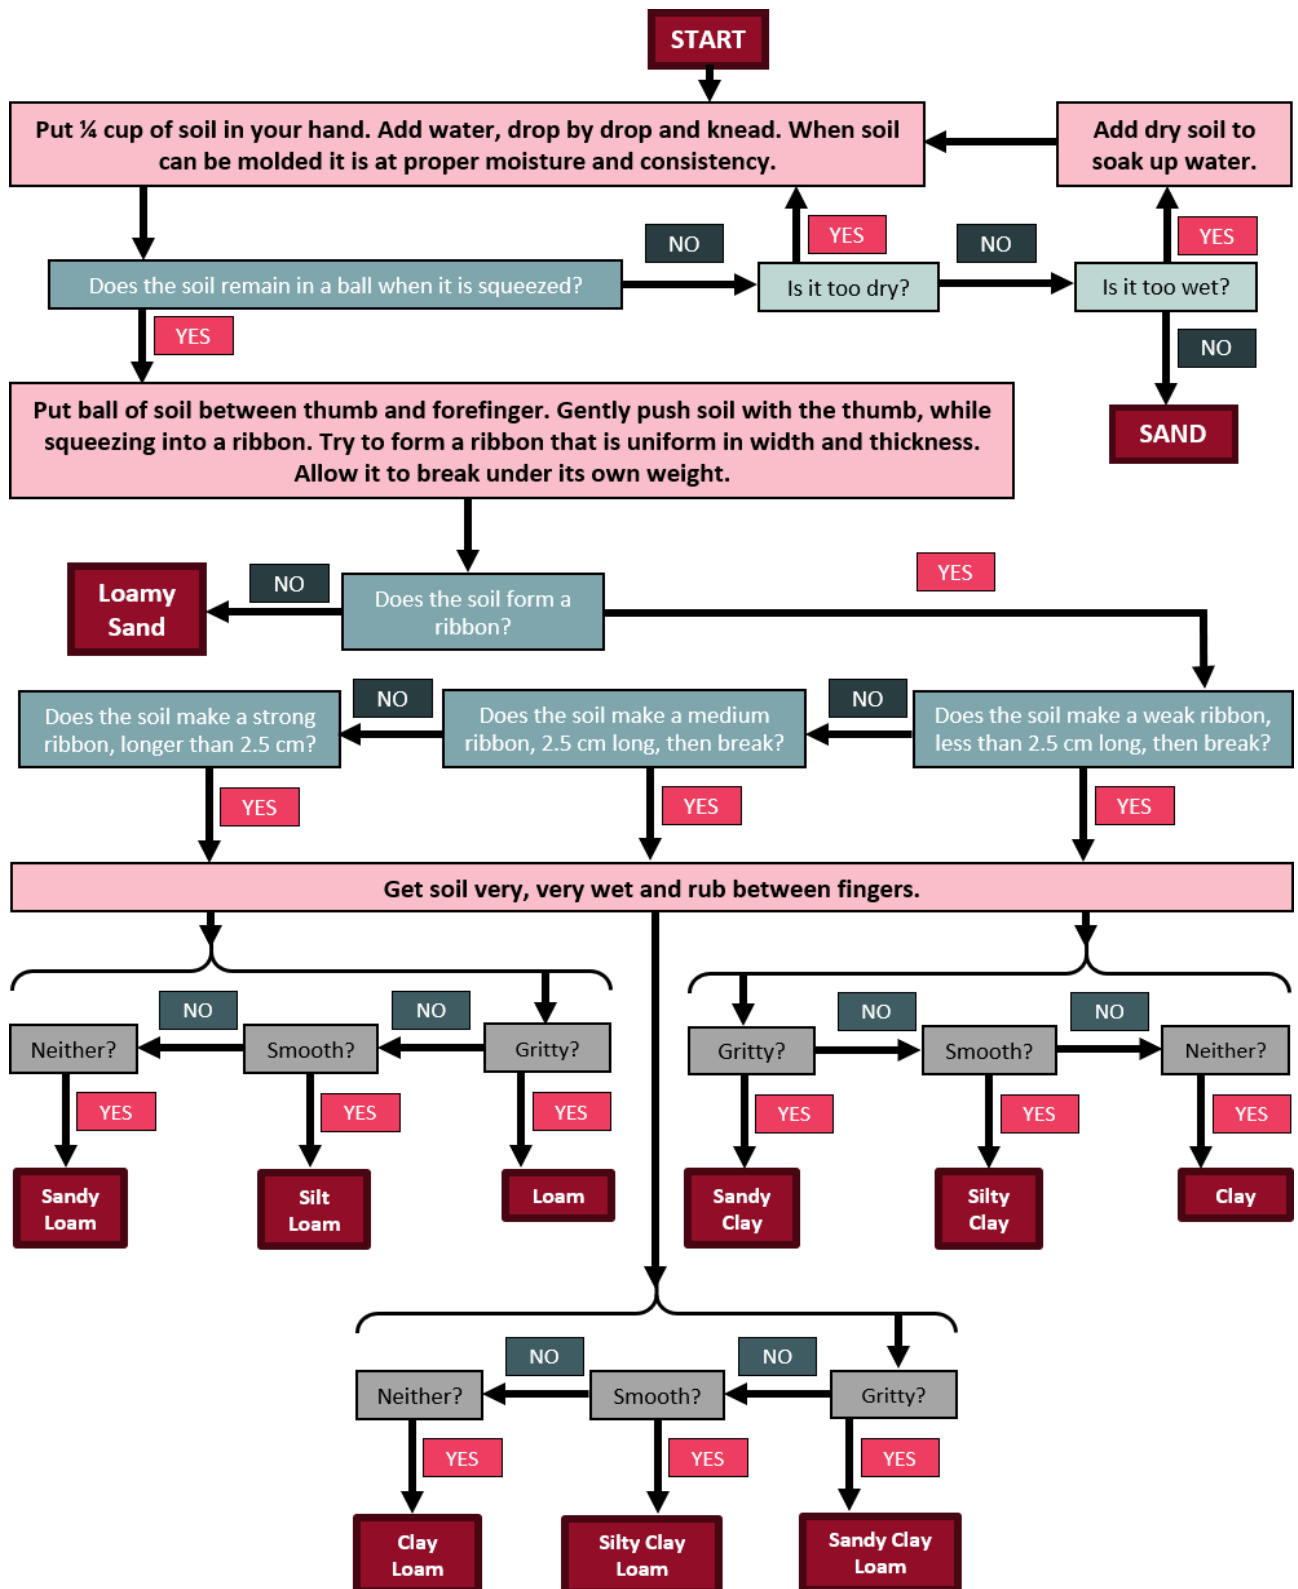 START
Put ¼ cup of soil in your hand. Add water, drop by drop and knead. When soil
can be molded it is at proper moisture and consistency.
Add dry soil to
soak up water.
NO
YES
NO
YES
Does the soil remain in a ball when it is squeezed?
Is it too dry?
Is it too wet?
YES
NO
Put ball of soil between thumb and forefinger. Gently push soil with the thumb, while
squeezing into a ribbon. Try to form a ribbon that is uniform in width and thickness.
Allow it to break under its own weight.
SAND
Loamy
Sand
NO
Does the soil form a
ribbon?
YES
Does the soil make a strong
ribbon, longer than 2.5 cm?
NO
Does the soil make a medium
ribbon, 2.5 cm long, then break?
NO
Does the soil make a weak ribbon,
less than 2.5 cm long, then break?
YES
YES
YES
Get soil very, very wet and rub between fingers.
NO
NO
NO
NO
Neither?
Smooth?
Gritty?
Gritty?
Smooth?
Neither?
YES
YES
YES
YES
YES
YES
Sandy
Loam
Silt
Loam
Loam
Sandy
Clay
Silty
Clay
Clay
NO
NO
Neither?
Smooth?
Gritty?
YES
YES
YES
Clay
Loam
Silty Clay
Loam
Sandy Clay
Loam